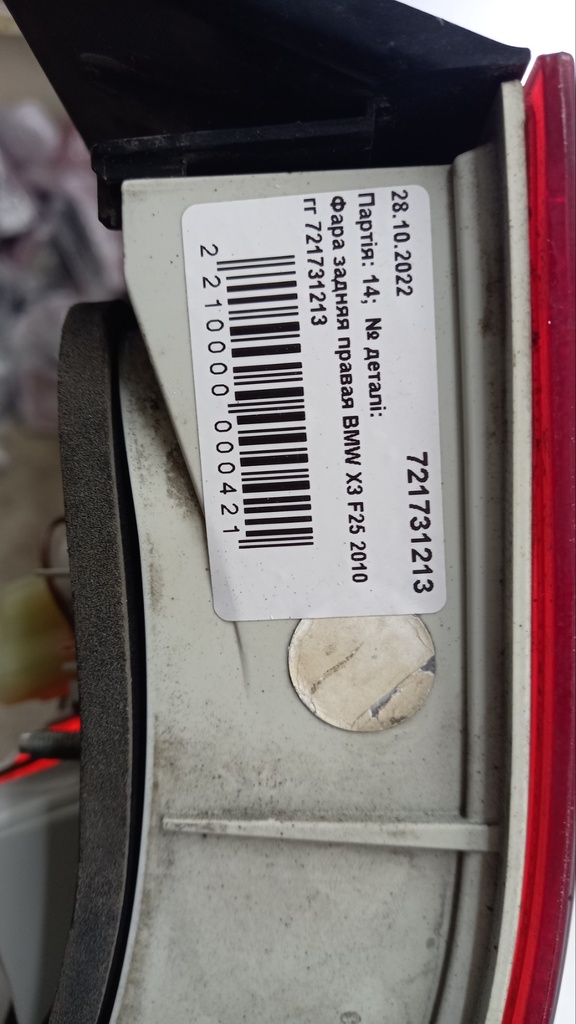 28.10.2022
Партія: 14;  № деталі:
721731213
Фара задняя правая BMW X3 F25 2010
гг 721731213
2 210000 000421